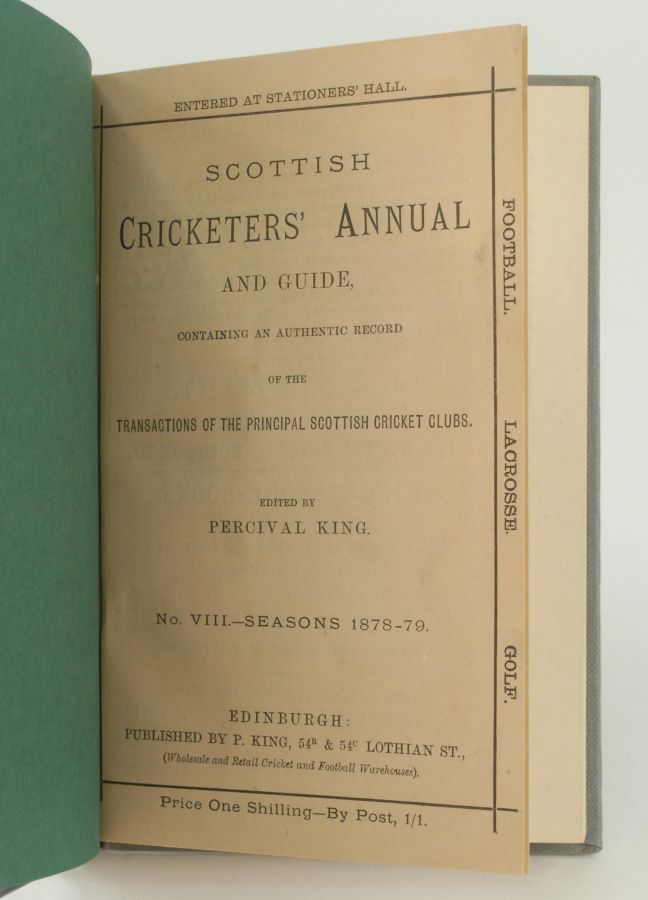 ENTERED AT STATIONERS' HALL.
SCOTTISH
CRICKETERS' ANNUAL
AND GUIDE,
CONTAINING AN AUTHENTIC RECORD
OF THE
TRANSACTIONS OF THE PRINCIPAL SCOTTISH CRICKET CLUBS.
EDITED BY
PERCIVAL KING.
No. VIII.—SEASONS 1878-79.
EDINBURGH:
PUBLISHED BY P. KING, 54B & 54C LOTHIAN ST.,
(Wholesale and Retail Cricket and Football Warehouses).
Price One Shilling—By Post, 1/1.
FOOTBALL.
LACROSSE.
GOLF.